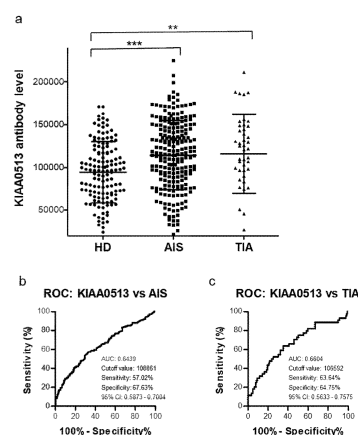 a
**
***
KIAA0513 antibody level
200000
150000
100000
50000
HD
AIS
TIA
b
ROC: KIAA0513 vs AIS
Sensitivity (%)
100
80
60
40
20
0
AUC: 0.6439
Cutoff value: 108861
Sensitivity: 57.02%
Specificity: 67.63%
95% CI: 0.5873 - 0.7004
0 20 40 60 80 100
100% - Specificity%
c
ROC: KIAA0513 vs TIA
Sensitivity (%)
100
80
60
40
20
0
AUC: 0.6604
Cutoff value: 106592
Sensitivity: 63.64%
Specificity: 64.75%
95% CI: 0.5633 - 0.7575
0 20 40 60 80 100
100% - Specificity%